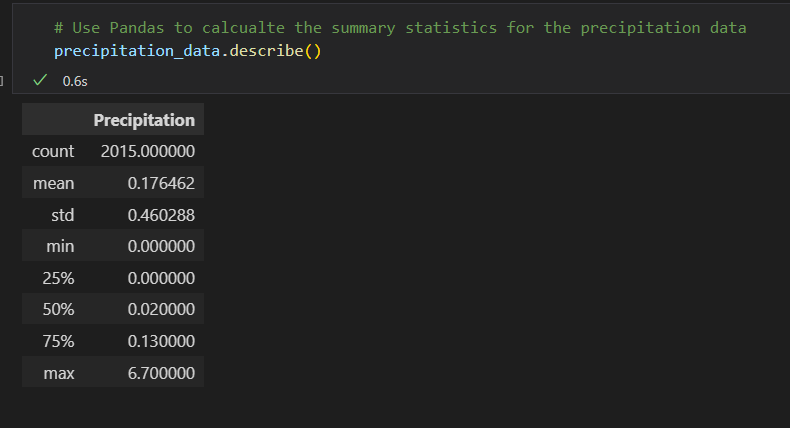 # Use Pandas to calcualte the summary statistics for the precipitation data
precipitation_data.describe()
]
0.6s
Precipitation
count 2015.000000
mean 0.176462
std 0.460288
min 0.000000
25% 0.000000
50% 0.020000
75% 0.130000
max 6.700000